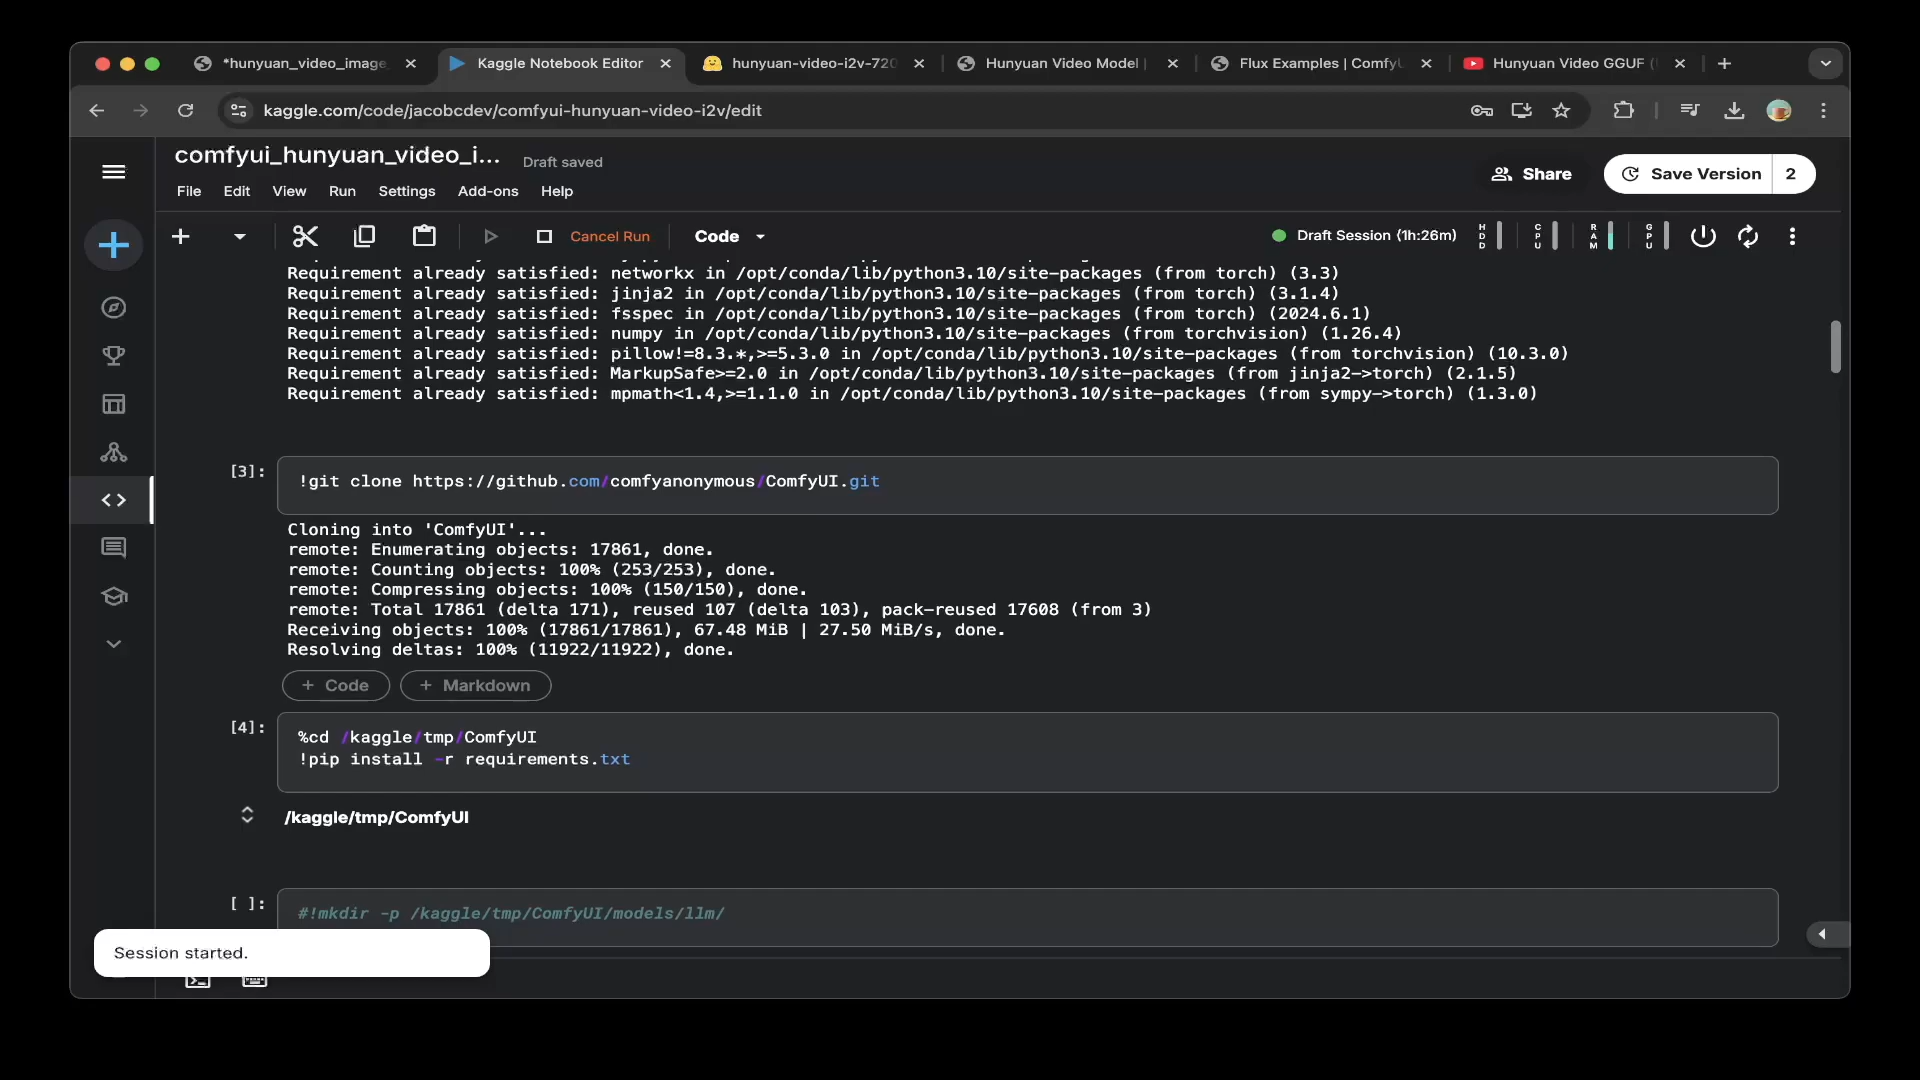 *hunyuan_video_image
Kaggle Notebook Editor
hunyuan-video-i2v-720
Hunyuan Video Model |
Flux Examples | ComfyU
Hunyuan Video GGUF (
kaggle.com/code/jacobcdev/comfyui-hunyuan-video-i2v/edit
comfyui_hunyuan_video_i...
Draft saved
File Edit View Run Settings Add-ons Help
Share
Save Version
2
Cancel Run
Code
Draft Session (1h:26m)
HDD
CPU
RAM
GPU
Requirement already satisfied: networkx in /opt/conda/lib/python3.10/site-packages (from torch) (3.3)
Requirement already satisfied: jinja2 in /opt/conda/lib/python3.10/site-packages (from torch) (3.1.4)
Requirement already satisfied: fsspec in /opt/conda/lib/python3.10/site-packages (from torch) (2024.6.1)
Requirement already satisfied: numpy in /opt/conda/lib/python3.10/site-packages (from torchvision) (1.26.4)
Requirement already satisfied: pillow!=8.3.*,>=5.3.0 in /opt/conda/lib/python3.10/site-packages (from torchvision) (10.3.0)
Requirement already satisfied: MarkupSafe>=2.0 in /opt/conda/lib/python3.10/site-packages (from jinja2->torch) (2.1.5)
Requirement already satisfied: mpmath<1.4,>=1.1.0 in /opt/conda/lib/python3.10/site-packages (from sympy->torch) (1.3.0)
[3]:
!git clone https://github.com/comfyanonymous/ComfyUI.git
Cloning into 'ComfyUI'...
remote: Enumerating objects: 17861, done.
remote: Counting objects: 100% (253/253), done.
remote: Compressing objects: 100% (150/150), done.
remote: Total 17861 (delta 171), reused 107 (delta 103), pack-reused 17608 (from 3)
Receiving objects: 100% (17861/17861), 67.48 MiB | 27.50 MiB/s, done.
Resolving deltas: 100% (11922/11922), done.
+ Code
+ Markdown
[4]:
%cd /kaggle/tmp/ComfyUI
!pip install -r requirements.txt
/kaggle/tmp/ComfyUI
[ ]:
#!mkdir -p /kaggle/tmp/ComfyUI/models/llm/
Session started.